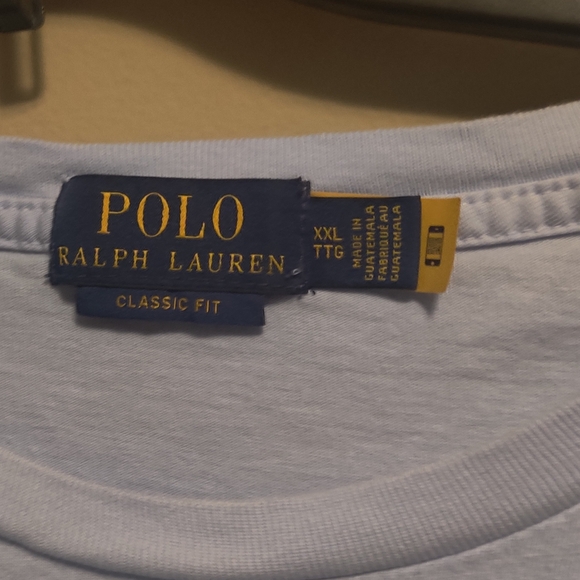 POLO
RALPH LAUREN
CLASSIC FIT
XXL
TTG
MADE IN
GUATEMALA
FABRIQUÉ AU
GUATEMALA